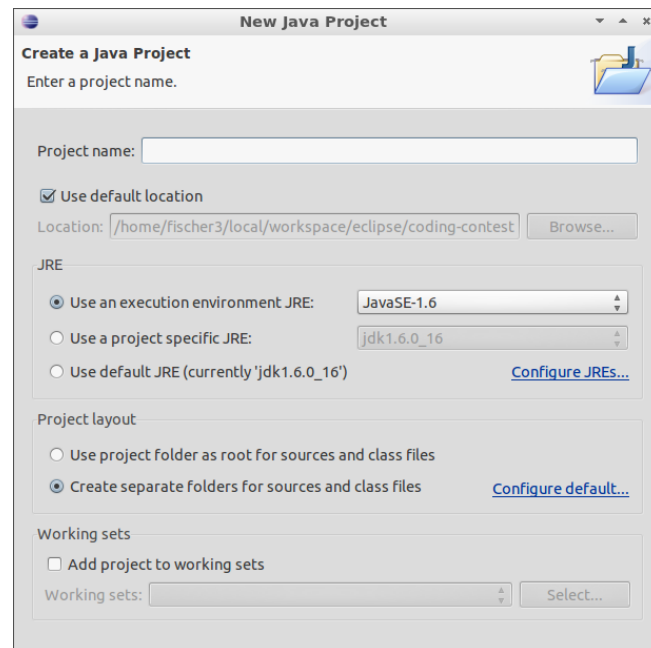 New Java Project
Create a Java Project
Enter a project name.
Project name:
Use default location
Location: /home/fischer3/local/workspace/eclipse/coding-contest Browse...
JRE
Use an execution environment JRE: JavaSE-1.6
Use a project specific JRE: jdk1.6.0_16
Use default JRE (currently 'jdk1.6.0_16') Configure JREs...
Project layout
Use project folder as root for sources and class files
Create separate folders for sources and class files Configure default...
Working sets
Add project to working sets
Working sets: Select...